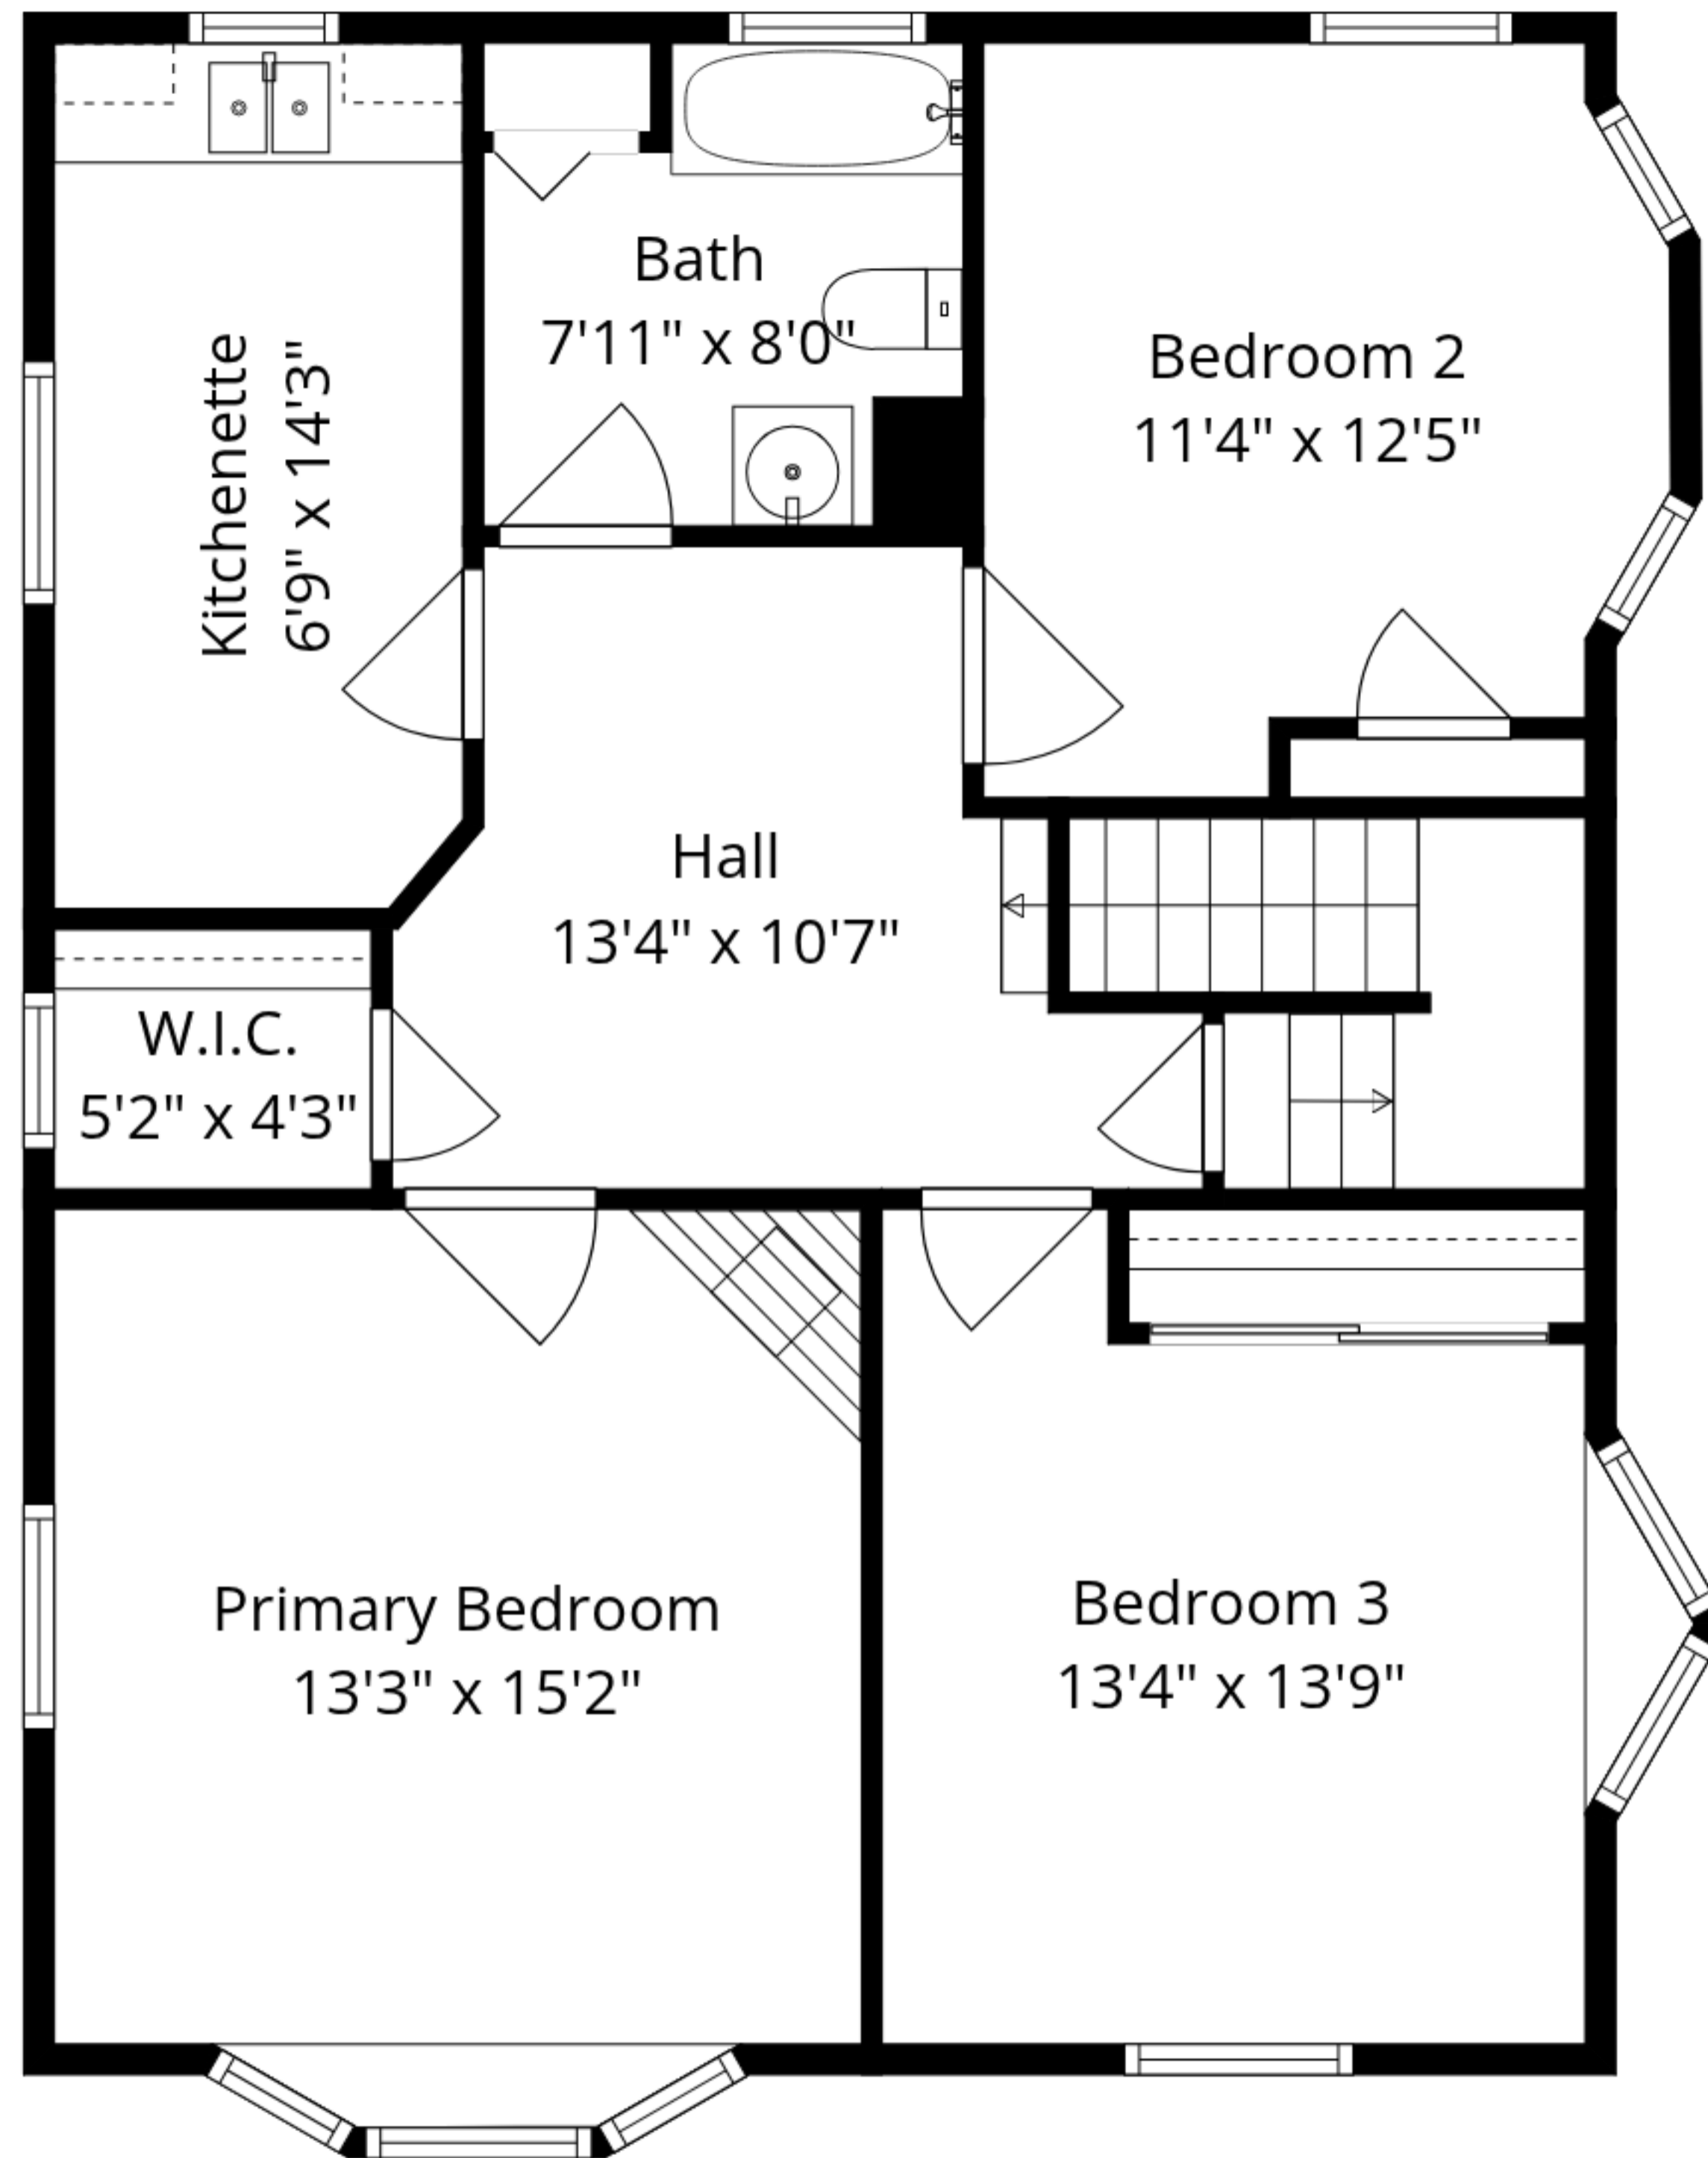 Kitchenette
6'9" x 14'3"
Bath
7'11" x 8'0"
Bedroom 2
11'4" x 12'5"
Hall
13'4" x 10'7"
W.I.C.
5'2" x 4'3"
Primary Bedroom
13'3" x 15'2"
Bedroom 3
13'4" x 13'9"